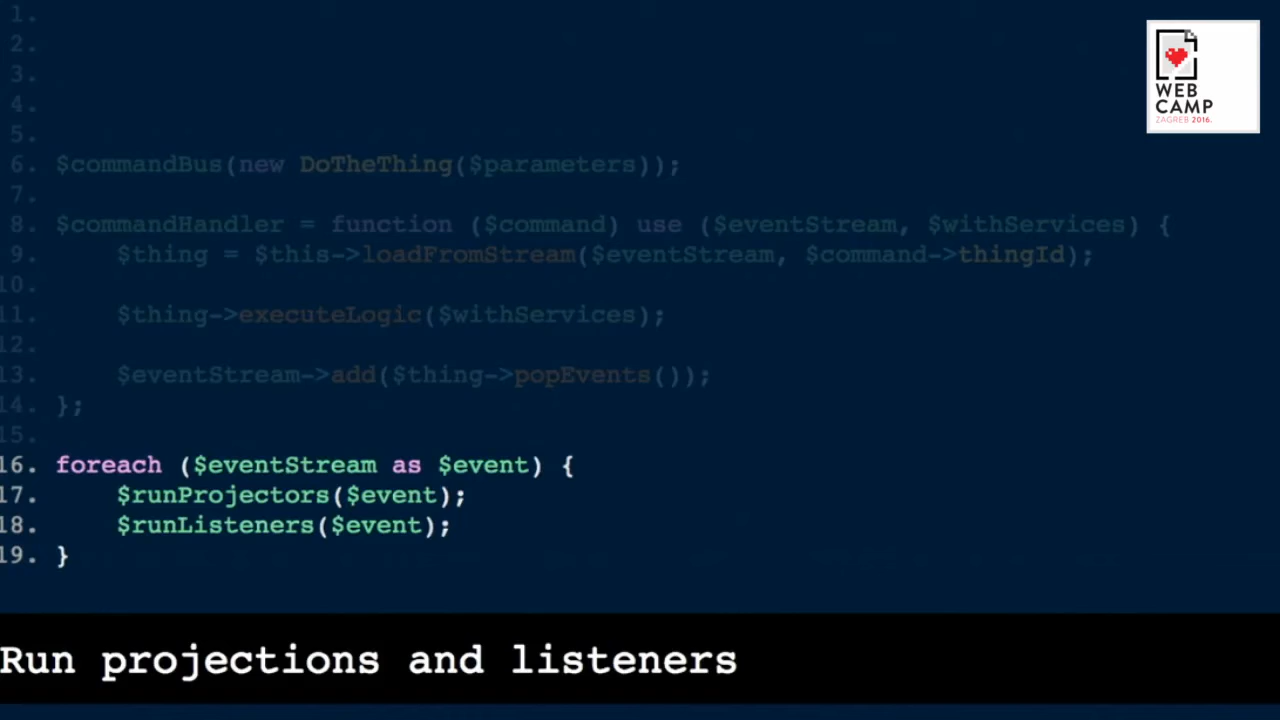 1.
2.
3.
4.
5.
6. $commandBus(new DoTheThing($parameters));
7.
8. $commandHandler = function ($command) use ($eventStream, $withServices) {
9. $thing = $this->loadFromStream($eventStream, $command->thingId);
10.
11. $thing->executeLogic($withServices);
12.
13. $eventStream->add($thing->popEvents());
14. };
15.
16. foreach ($eventStream as $event) {
17. $runProjectors($event);
18. $runListeners($event);
19. }
Run projections and listeners
WEB
CAMP
ZAGREB 2016.